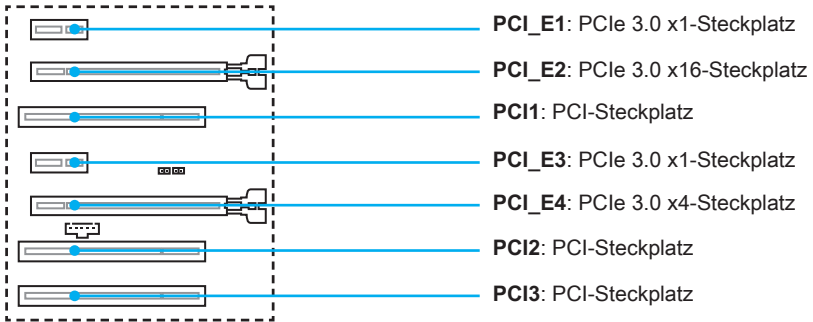 PCI_E1: PCIe 3.0 x1-Steckplatz
PCI_E2: PCIe 3.0 x16-Steckplatz
PCI1: PCI-Steckplatz
PCI_E3: PCIe 3.0 x1-Steckplatz
PCI_E4: PCIe 3.0 x4-Steckplatz
PCI2: PCI-Steckplatz
PCI3: PCI-Steckplatz